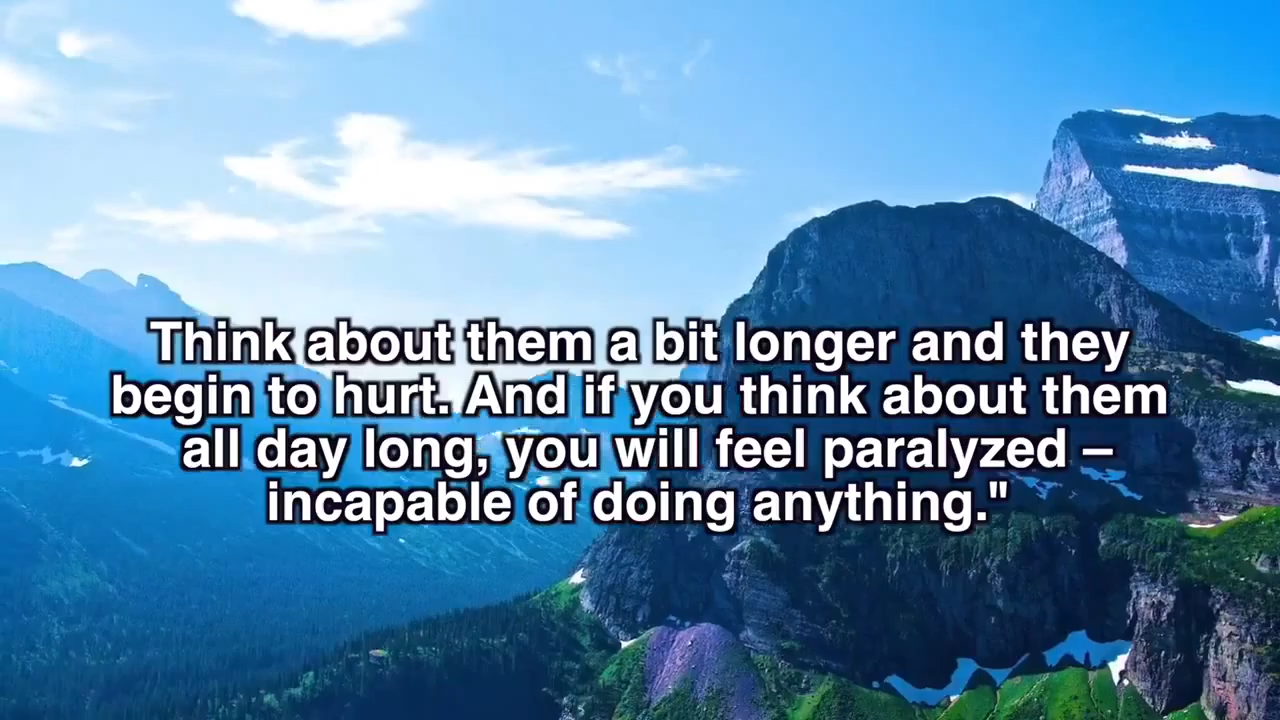 Think about them a bit longer and they
begin to hurt. And if you think about them
all day long, you will feel paralyzed –
incapable of doing anything."